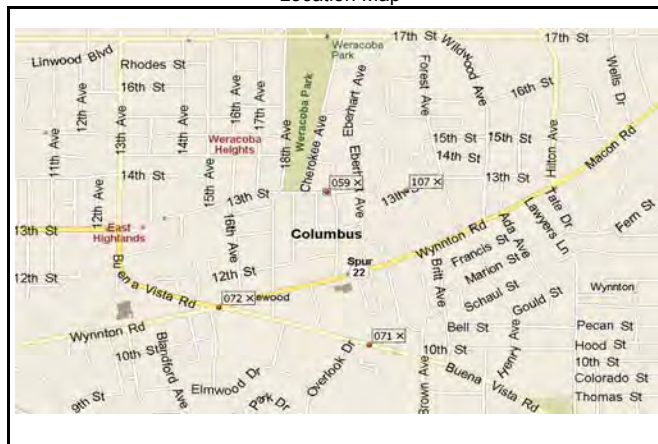 Location Map
17th St
17th St
Linwood Blvd
Rhodes St
16th St
12th Ave
11th Ave
13th Ave
14th Ave
16th Ave
17th Ave
15th Ave
18th Ave
Weracoba Park
Weracoba
Park
Cherokee Ave
Eberhart Ave
Eberhart Ave
Forest Ave
Wildwood Ave
16th St
Wells Dr
Hilton Ave
Macon Rd
15th St
15th St
14th St
Weracoba
Heights
14th St
13th St
059 X
107 X
13th St
13th St
12th Ave
East
Highlands
13th St
Columbus
16th Ave
12th St
12th St
Spur
22
Wynnton Rd
Ada Ave
Tate Dr
Lawyers Ln
Fern St
Francis St
Marion St
Schaul St
Gould St
Britt Ave
Wynnton
Buena Vista Rd
072 X
ewood
071 X
Wynnton Rd
10th St
Blandford Ave
Elmwood Dr
Park Dr
Overlook Dr
9th St
Bell St
10th St
Henry Ave
Brown Ave
Buena Vista Rd
Pecan St
Hood St
10th St
Colorado St
Thomas St